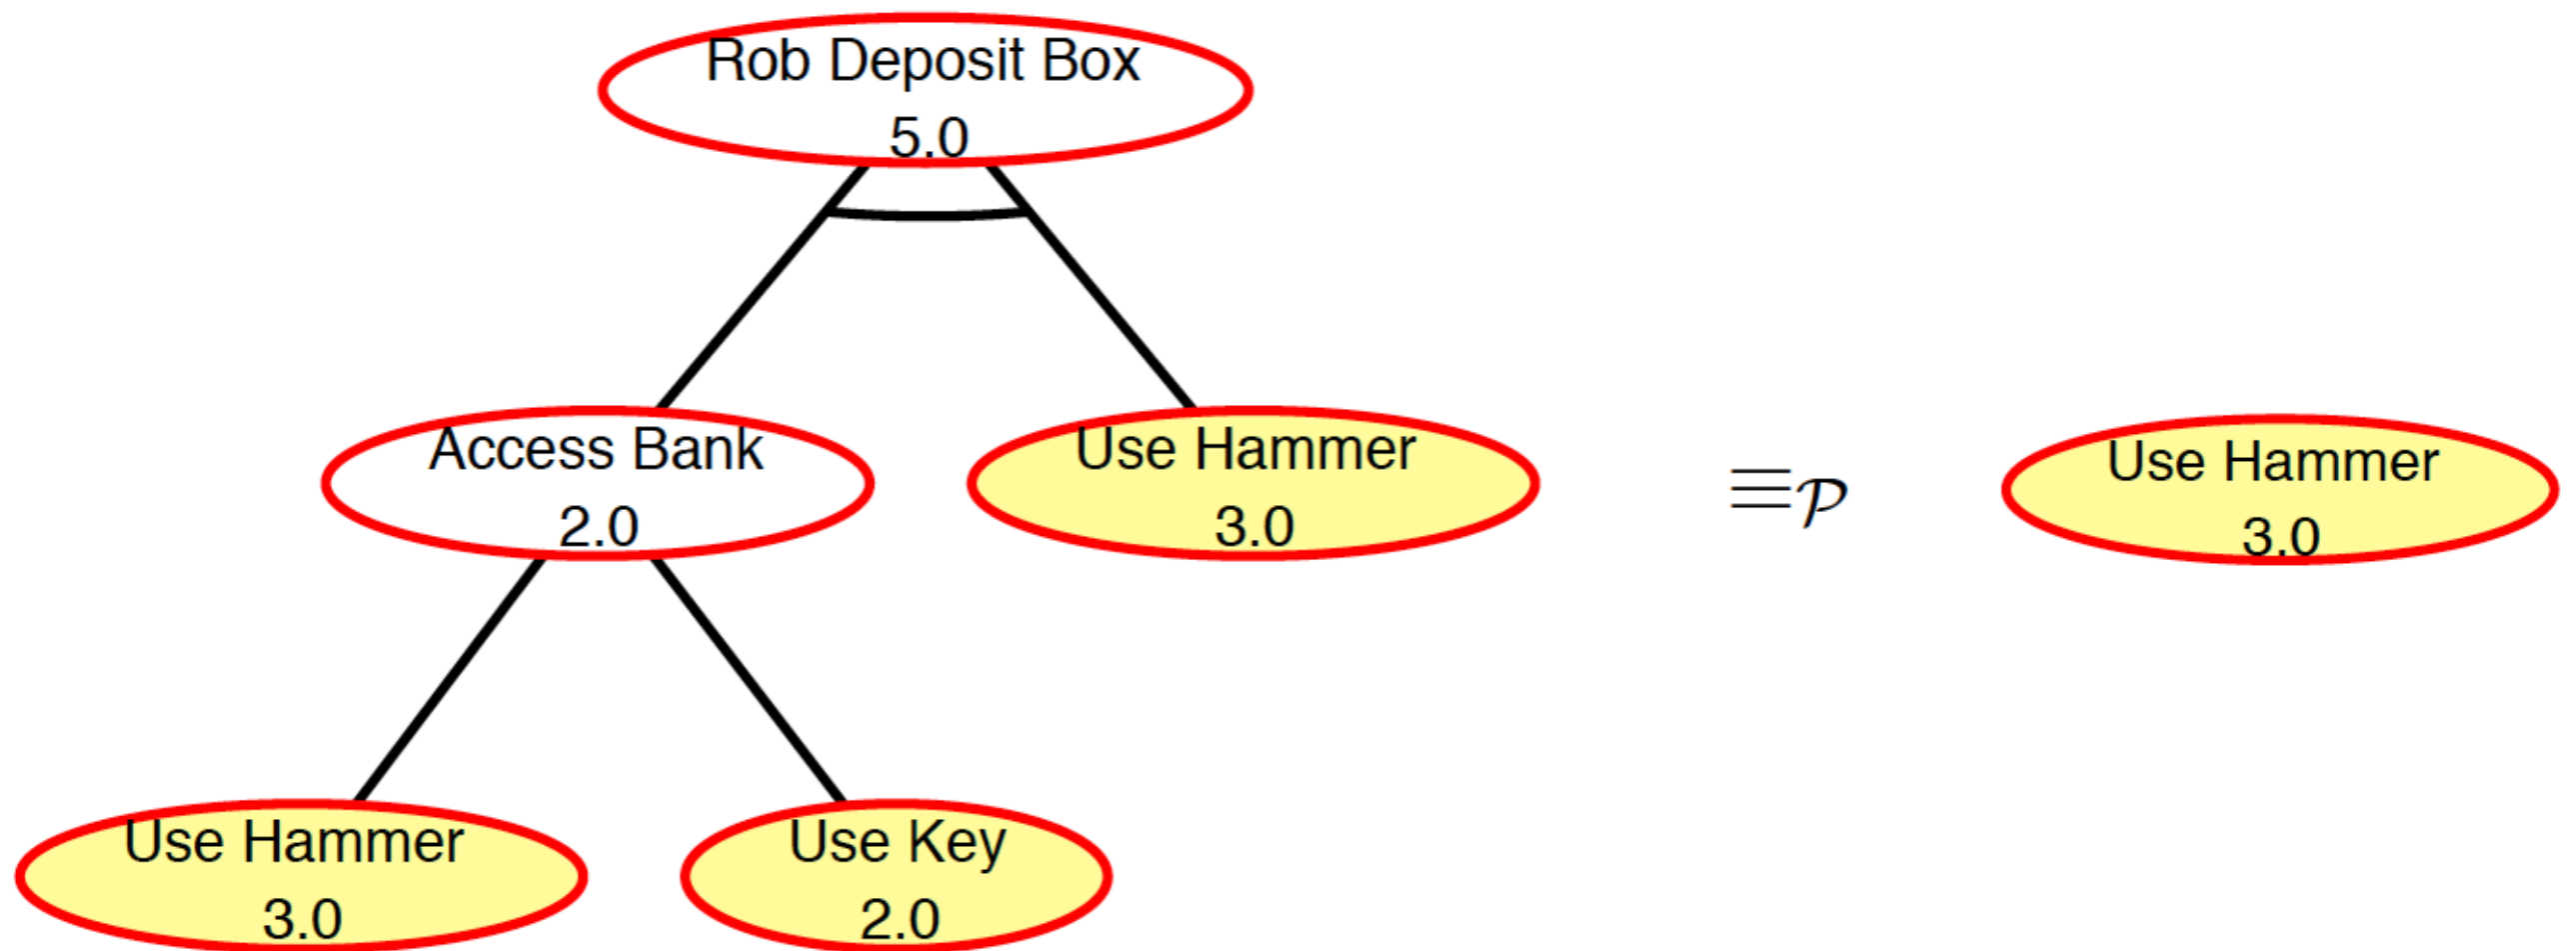 Rob Deposit Box
5.0
Access Bank
2.0
Use Hammer
3.0
≡𝒫
Use Hammer
3.0
Use Hammer
3.0
Use Key
2.0